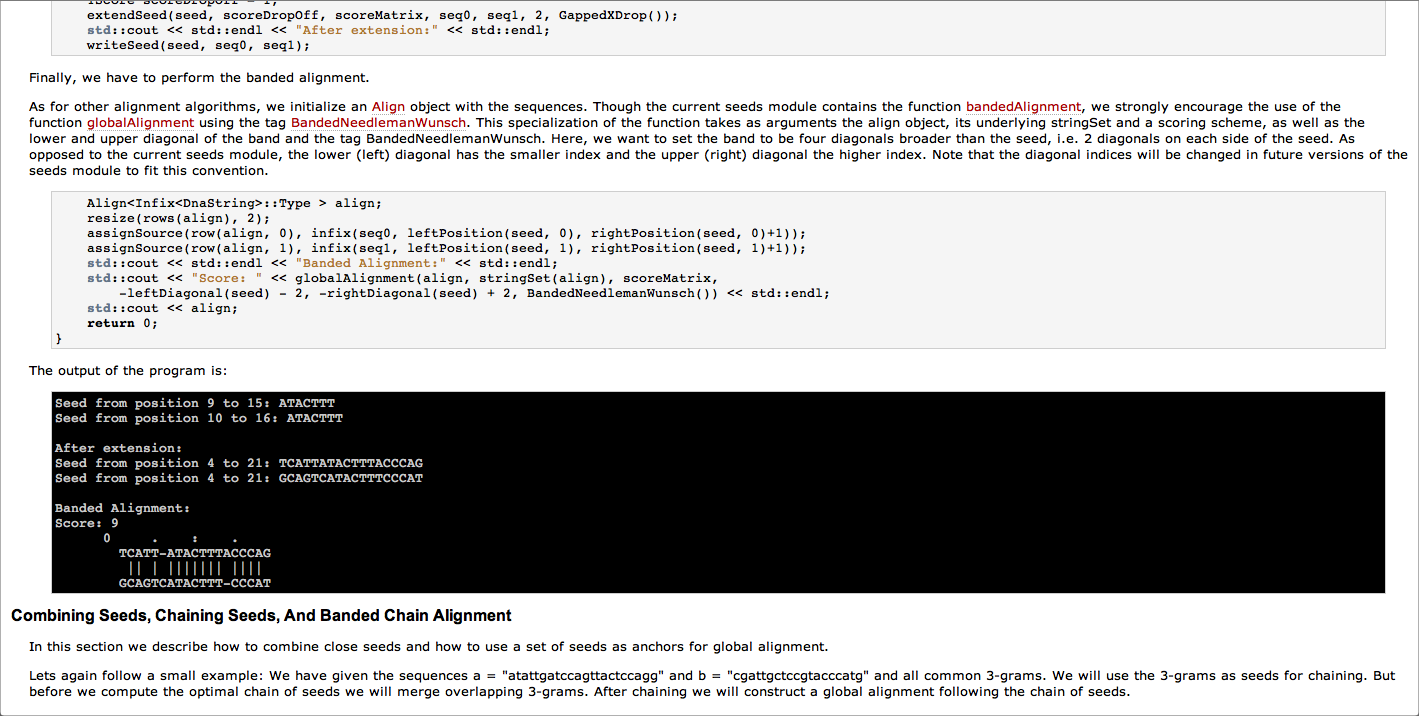 extendSeed(seed, scoreDropOff, scoreMatrix, seq0, seq1, 2, GappedXDrop());
std::cout << std::endl << "After extension:" << std::endl;
writeSeed(seed, seq0, seq1);
Finally, we have to perform the banded alignment.
As for other alignment algorithms, we initialize an Align object with the sequences. Though the current seeds module contains the function bandedAlignment, we strongly encourage the use of the
function globalAlignment using the tag BandedNeedlemanWunsch. This specialization of the function takes as arguments the align object, its underlying stringSet and a scoring scheme, as well as the
lower and upper diagonal of the band and the tag BandedNeedlemanWunsch. Here, we want to set the band to be four diagonals broader than the seed, i.e. 2 diagonals on each side of the seed. As
opposed to the current seeds module, the lower (left) diagonal has the smaller index and the upper (right) diagonal the higher index. Note that the diagonal indices will be changed in future versions of the
seeds module to fit this convention.
Align<Infix<DnaString>::Type > align;
resize(rows(align), 2);
assignSource(row(align, 0), infix(seq0, leftPosition(seed, 0), rightPosition(seed, 0)+1));
assignSource(row(align, 1), infix(seq1, leftPosition(seed, 1), rightPosition(seed, 1)+1));
std::cout << std::endl << "Banded Alignment:" << std::endl;
std::cout << "Score: " << globalAlignment(align, stringSet(align), scoreMatrix,
-leftDiagonal(seed) - 2, -rightDiagonal(seed) + 2, BandedNeedlemanWunsch()) << std::endl;
std::cout << align;
return 0;
}
The output of the program is:
Seed from position 9 to 15: ATACTTT
Seed from position 10 to 16: ATACTTT
After extension:
Seed from position 4 to 21: TCATTATACTTTACCCAG
Seed from position 4 to 21: GCAGTCATACTTTCCCAT
Banded Alignment:
Score: 9
0     .    :    .
TCATT-ATACTTTACCCAG
|| | ||||||| ||||
GCAGTCATACTTT-CCCAT
Combining Seeds, Chaining Seeds, And Banded Chain Alignment
In this section we describe how to combine close seeds and how to use a set of seeds as anchors for global alignment.
Lets again follow a small example: We have given the sequences a = "atattgatccagttactccagg" and b = "cgattgctccgtacccatg" and all common 3-grams. We will use the 3-grams as seeds for chaining. But
before we compute the optimal chain of seeds we will merge overlapping 3-grams. After chaining we will construct a global alignment following the chain of seeds.